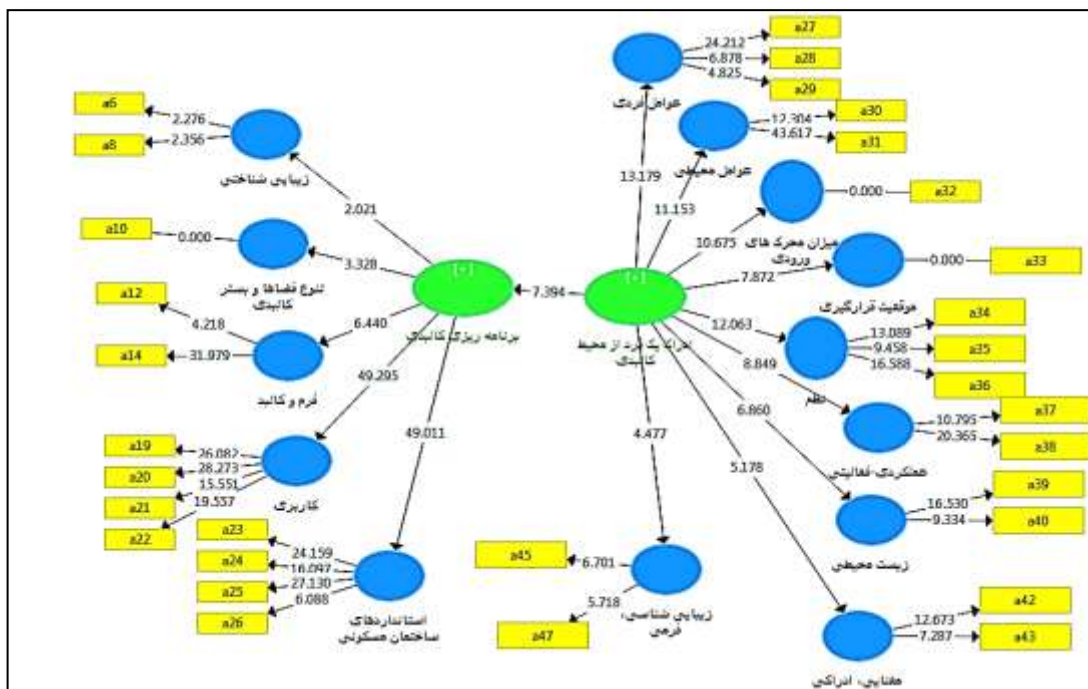 a27
24.212
a28
6.878
a29
4.825
عوامل فردی
a30
12.304
a31
43.617
عوامل محیطی
13.179
11.153
a32
0.000
میزان محرک های
ورودی
10.675
a33
0.000
موقعیت قرارگیری
7.872
a34
13.089
a35
9.458
a36
16.588
نظم
12.063
a37
10.795
a38
20.365
عملکردی-فعالیتی
8.849
a39
16.530
a40
9.334
زیست محیطی
6.860
a42
12.673
a43
7.287
معنایی، ادراکی
5.178
[+]
ادراک یک فرد از محیط
کالبدی
7.394
4.477
a45
6.701
a47
5.718
زیبایی شناسی،
فرمی
[+]
برنامه ریزی کالبدی
a6
2.276
a8
2.356
زیبایی شناختی
2.021
a10
0.000
تنوع فضاها و بستر
کالبدی
3.328
a12
4.218
a14
31.979
فرم و کالبد
6.440
a19
26.082
a20
28.273
a21
15.551
a22
19.557
کاربری
49.295
a23
24.159
a24
16.097
a25
27.130
a26
6.088
استانداردهای
ساختمان مسکونی
49.011